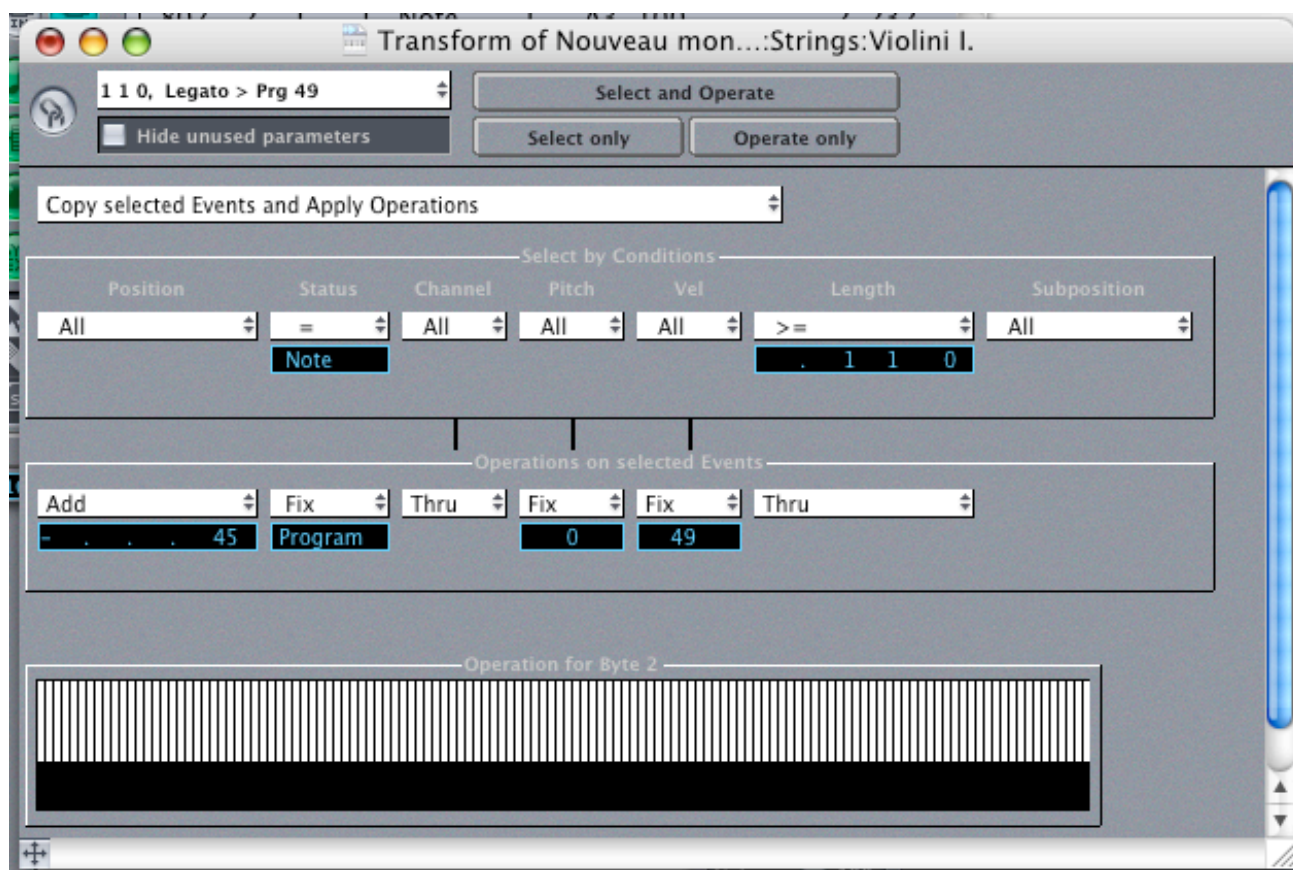 Transform of Nouveau mon...:Strings:Violini I.
1 1 0, Legato > Prg 49
Select and Operate
Hide unused parameters
Select only Operate only
Copy selected Events and Apply Operations
Select by Conditions
Position Status Channel Pitch Vel Length Subposition
All = All All All >= All
Note . 1 1 0
Operations on selected Events
Add Fix Thru Fix Fix Thru
- . . . 45 Program 0 49
Operation for Byte 2